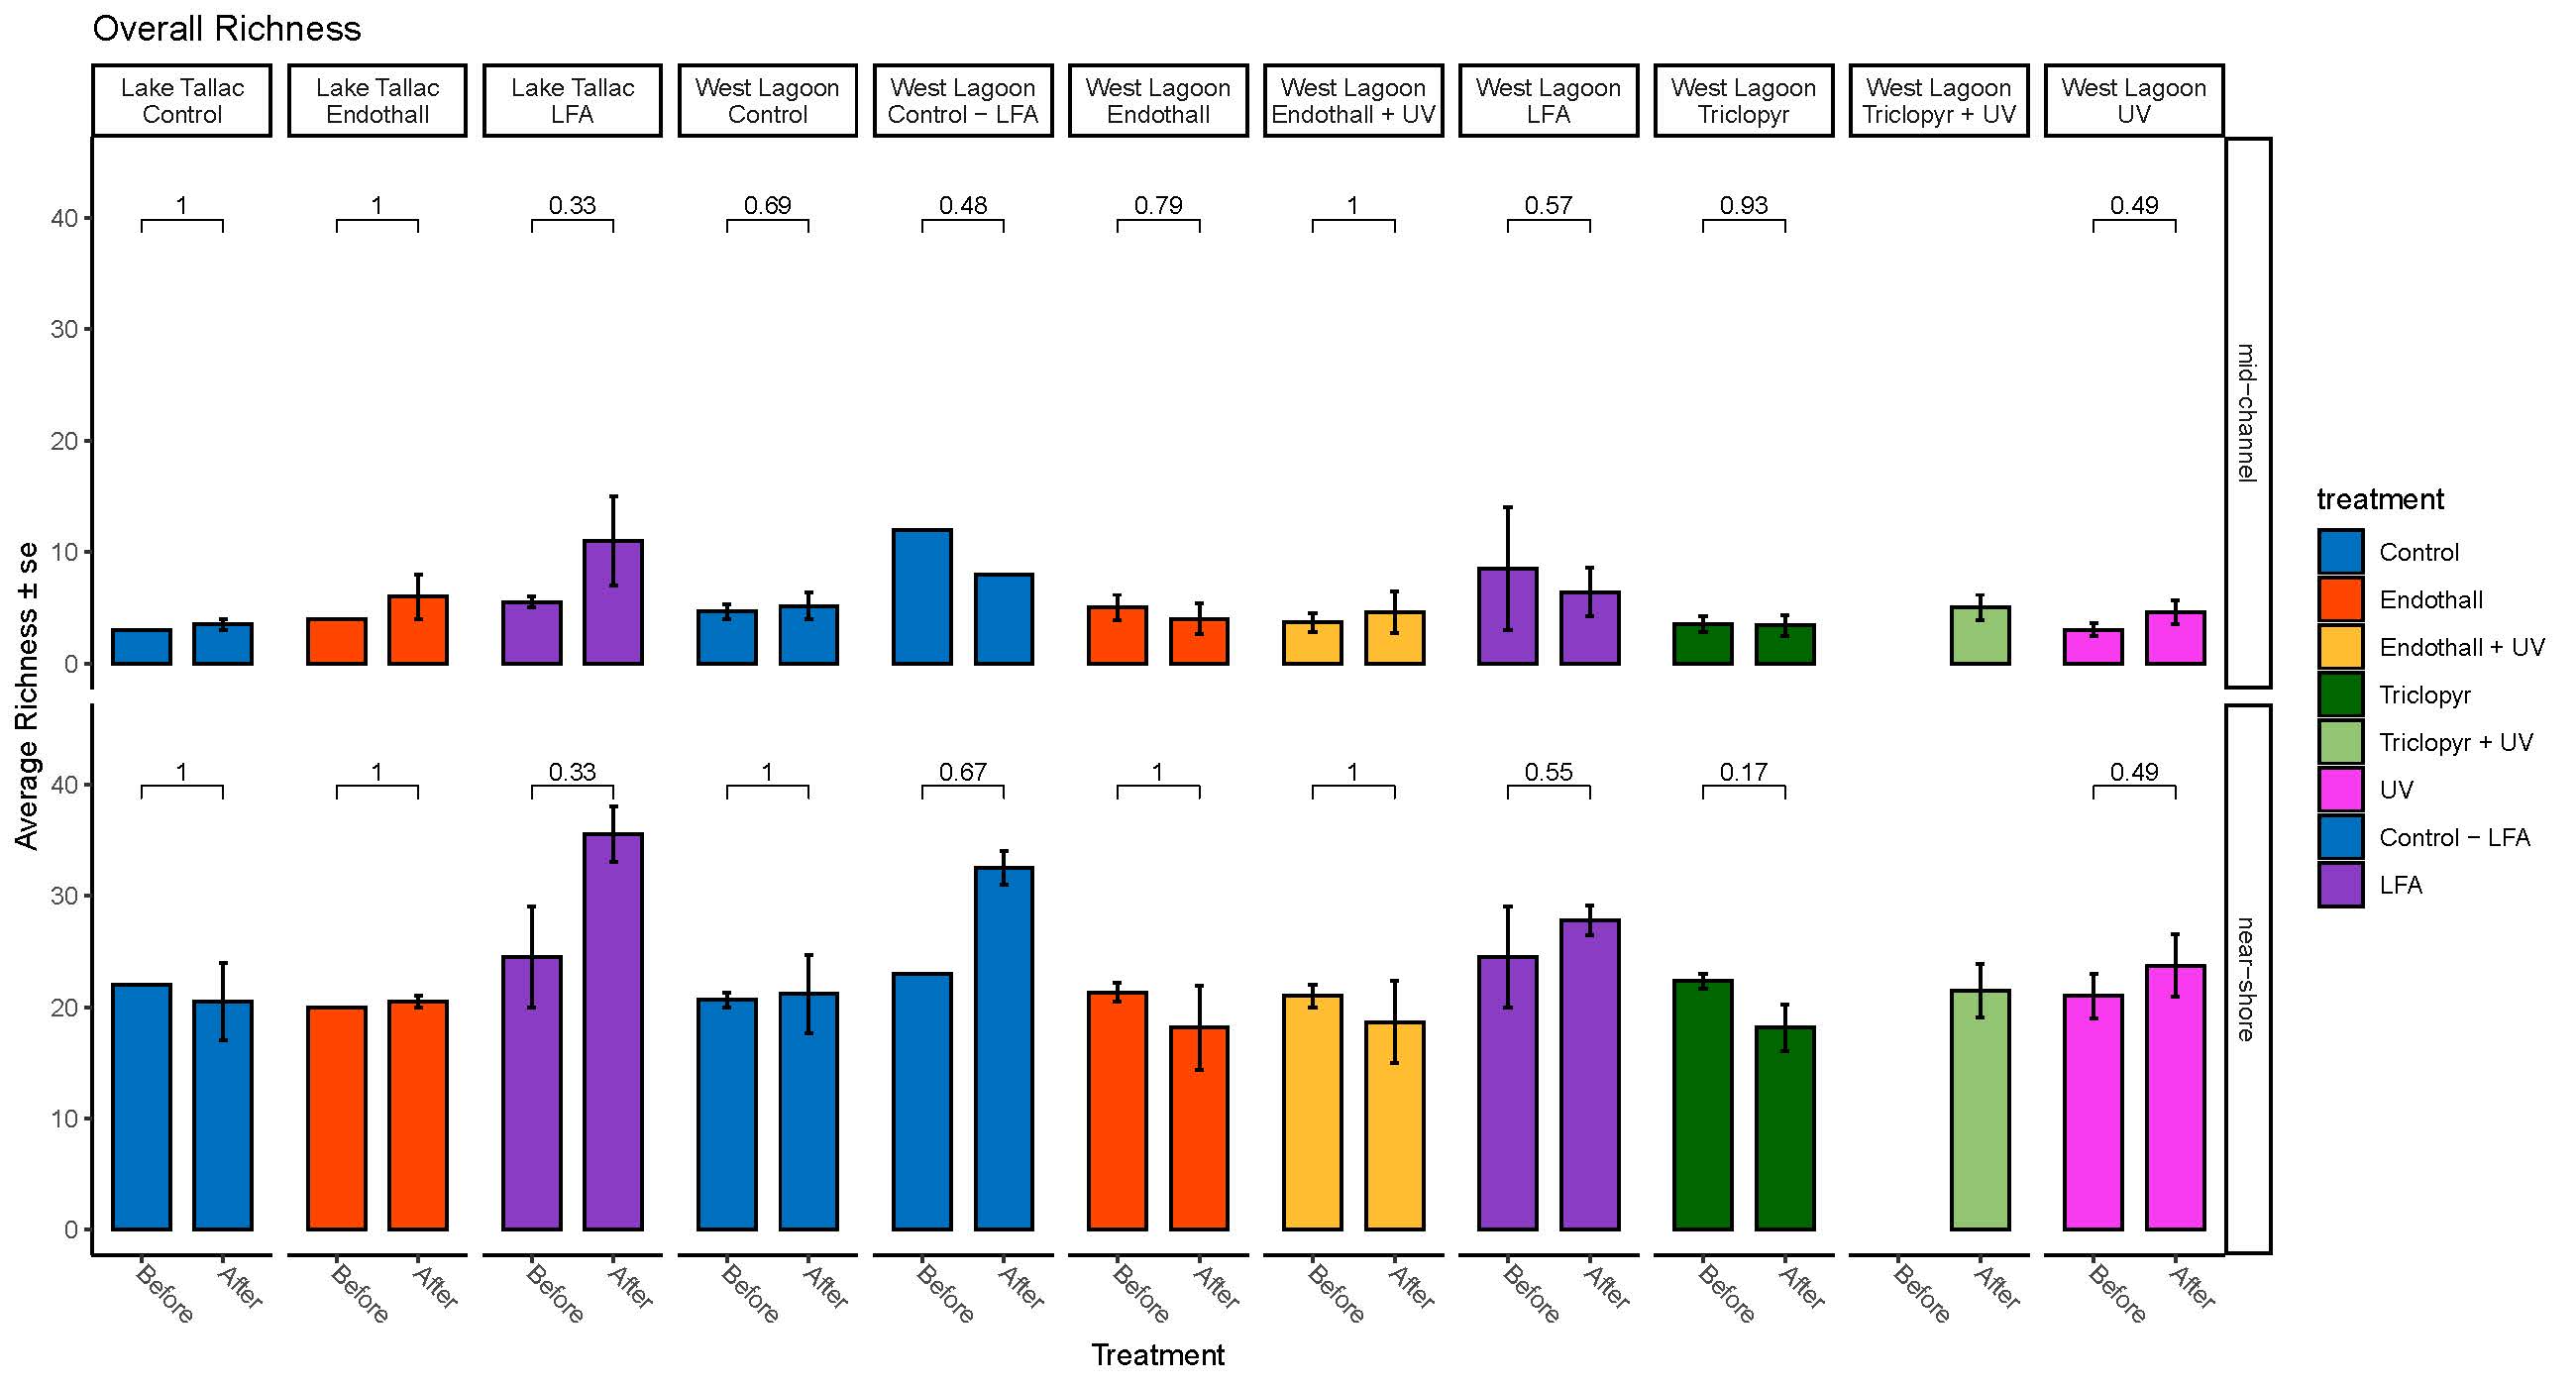 Overall Richness
Lake Tallac
Control
Lake Tallac
Endothall
Lake Tallac
LFA
West Lagoon
Control
West Lagoon
Control − LFA
West Lagoon
Endothall
West Lagoon
Endothall + UV
West Lagoon
LFA
West Lagoon
Triclopyr
West Lagoon
Triclopyr + UV
West Lagoon
UV
40
30
20
10
0
1
1
0.33
0.69
0.48
0.79
1
0.57
0.93
0.49
mid−channel
40
30
20
10
0
1
1
0.33
1
0.67
1
1
0.55
0.17
0.49
near−shore
Average Richness ± se
Before
After
Before
After
Before
After
Before
After
Before
After
Before
After
Before
After
Before
After
Before
After
Before
After
Before
After
Treatment
treatment
Control
Endothall
Endothall + UV
Triclopyr
Triclopyr + UV
UV
Control − LFA
LFA